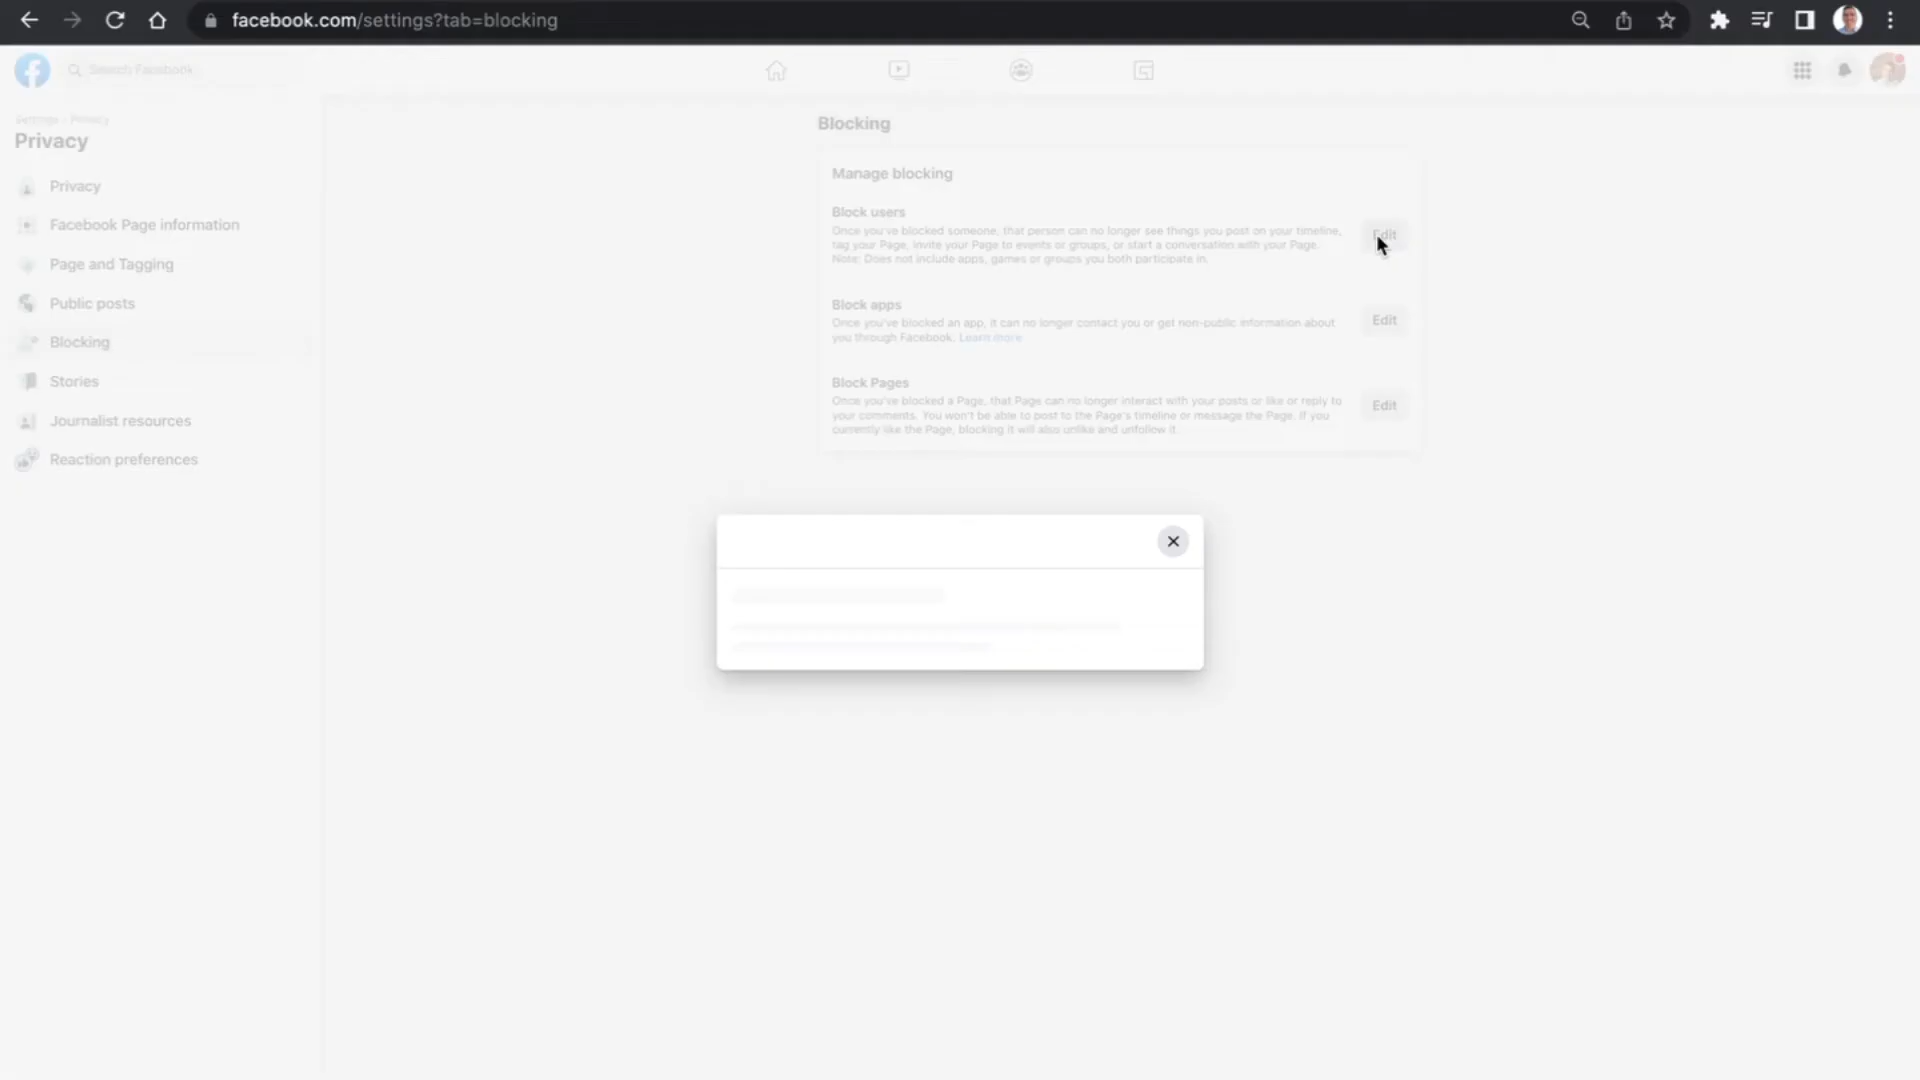 facebook.com/settings?tab=blocking
Search Facebook
Settings · Privacy
Privacy
Privacy
Facebook Page information
Page and Tagging
Public posts
Blocking
Stories
Journalist resources
Reaction preferences
Blocking
Manage blocking
Block users
Once you've blocked someone, that person can no longer see things you post on your timeline,
tag your Page, invite your Page to events or groups, or start a conversation with your Page.
Note: Does not include apps, games or groups you both participate in.
Edit
Block apps
Once you've blocked an app, it can no longer contact you or get non-public information about
you through Facebook. Learn more
Edit
Block Pages
Once you've blocked a Page, that Page can no longer interact with your posts or like or reply to
your comments. You won't be able to post to the Page's timeline or message the Page. If you
currently like the Page, blocking it will also unlike and unfollow it.
Edit